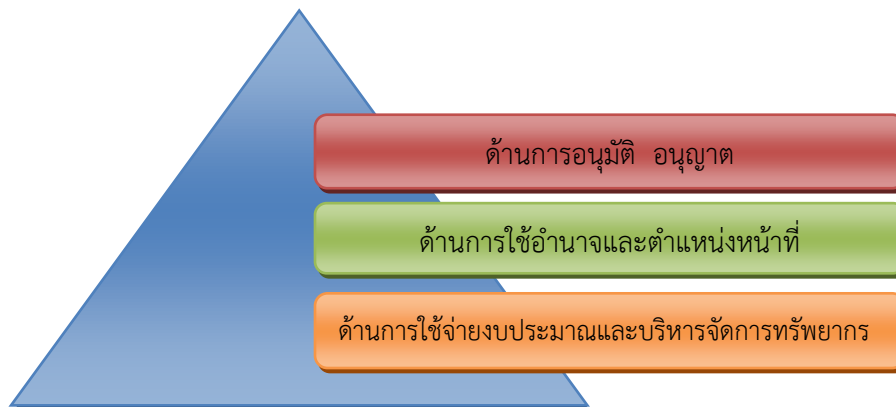 ด้านการอนุมัติ อนุญาต
ด้านการใช้อำนาจและตำแหน่งหน้าที่
ด้านการใช้จ่ายงบประมาณและบริหารจัดการทรัพยากร